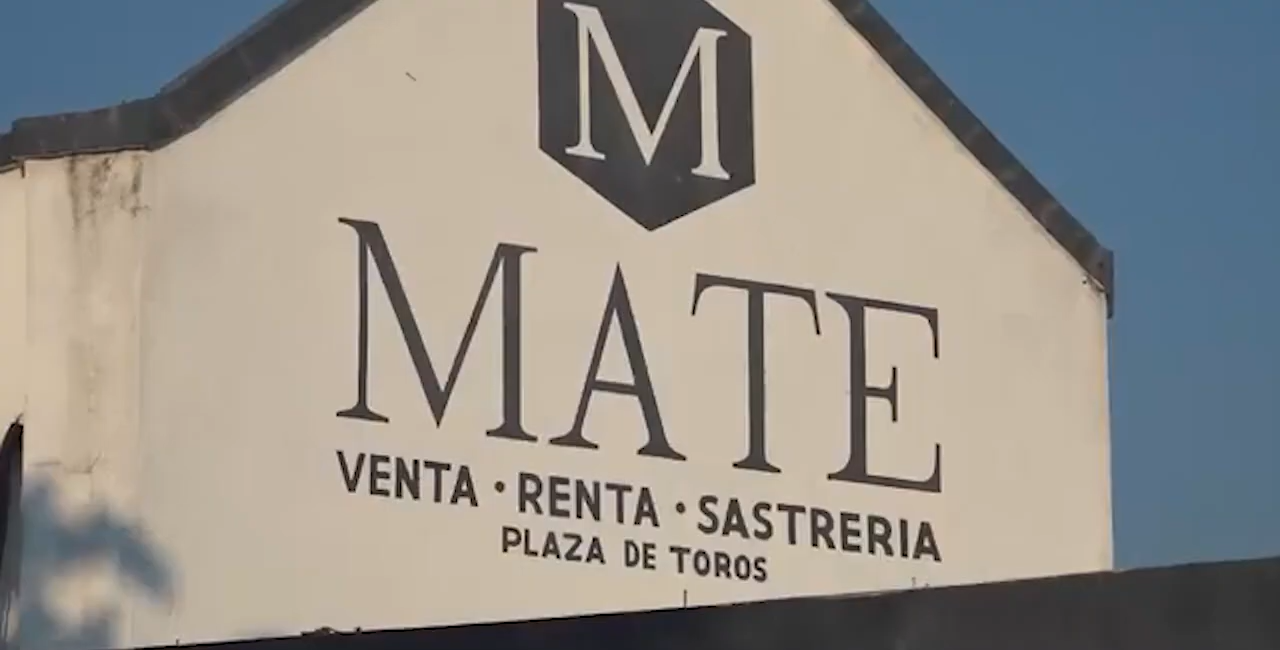 M
MATE
VENTA · RENTA · SASTRERIA
PLAZA DE TOROS